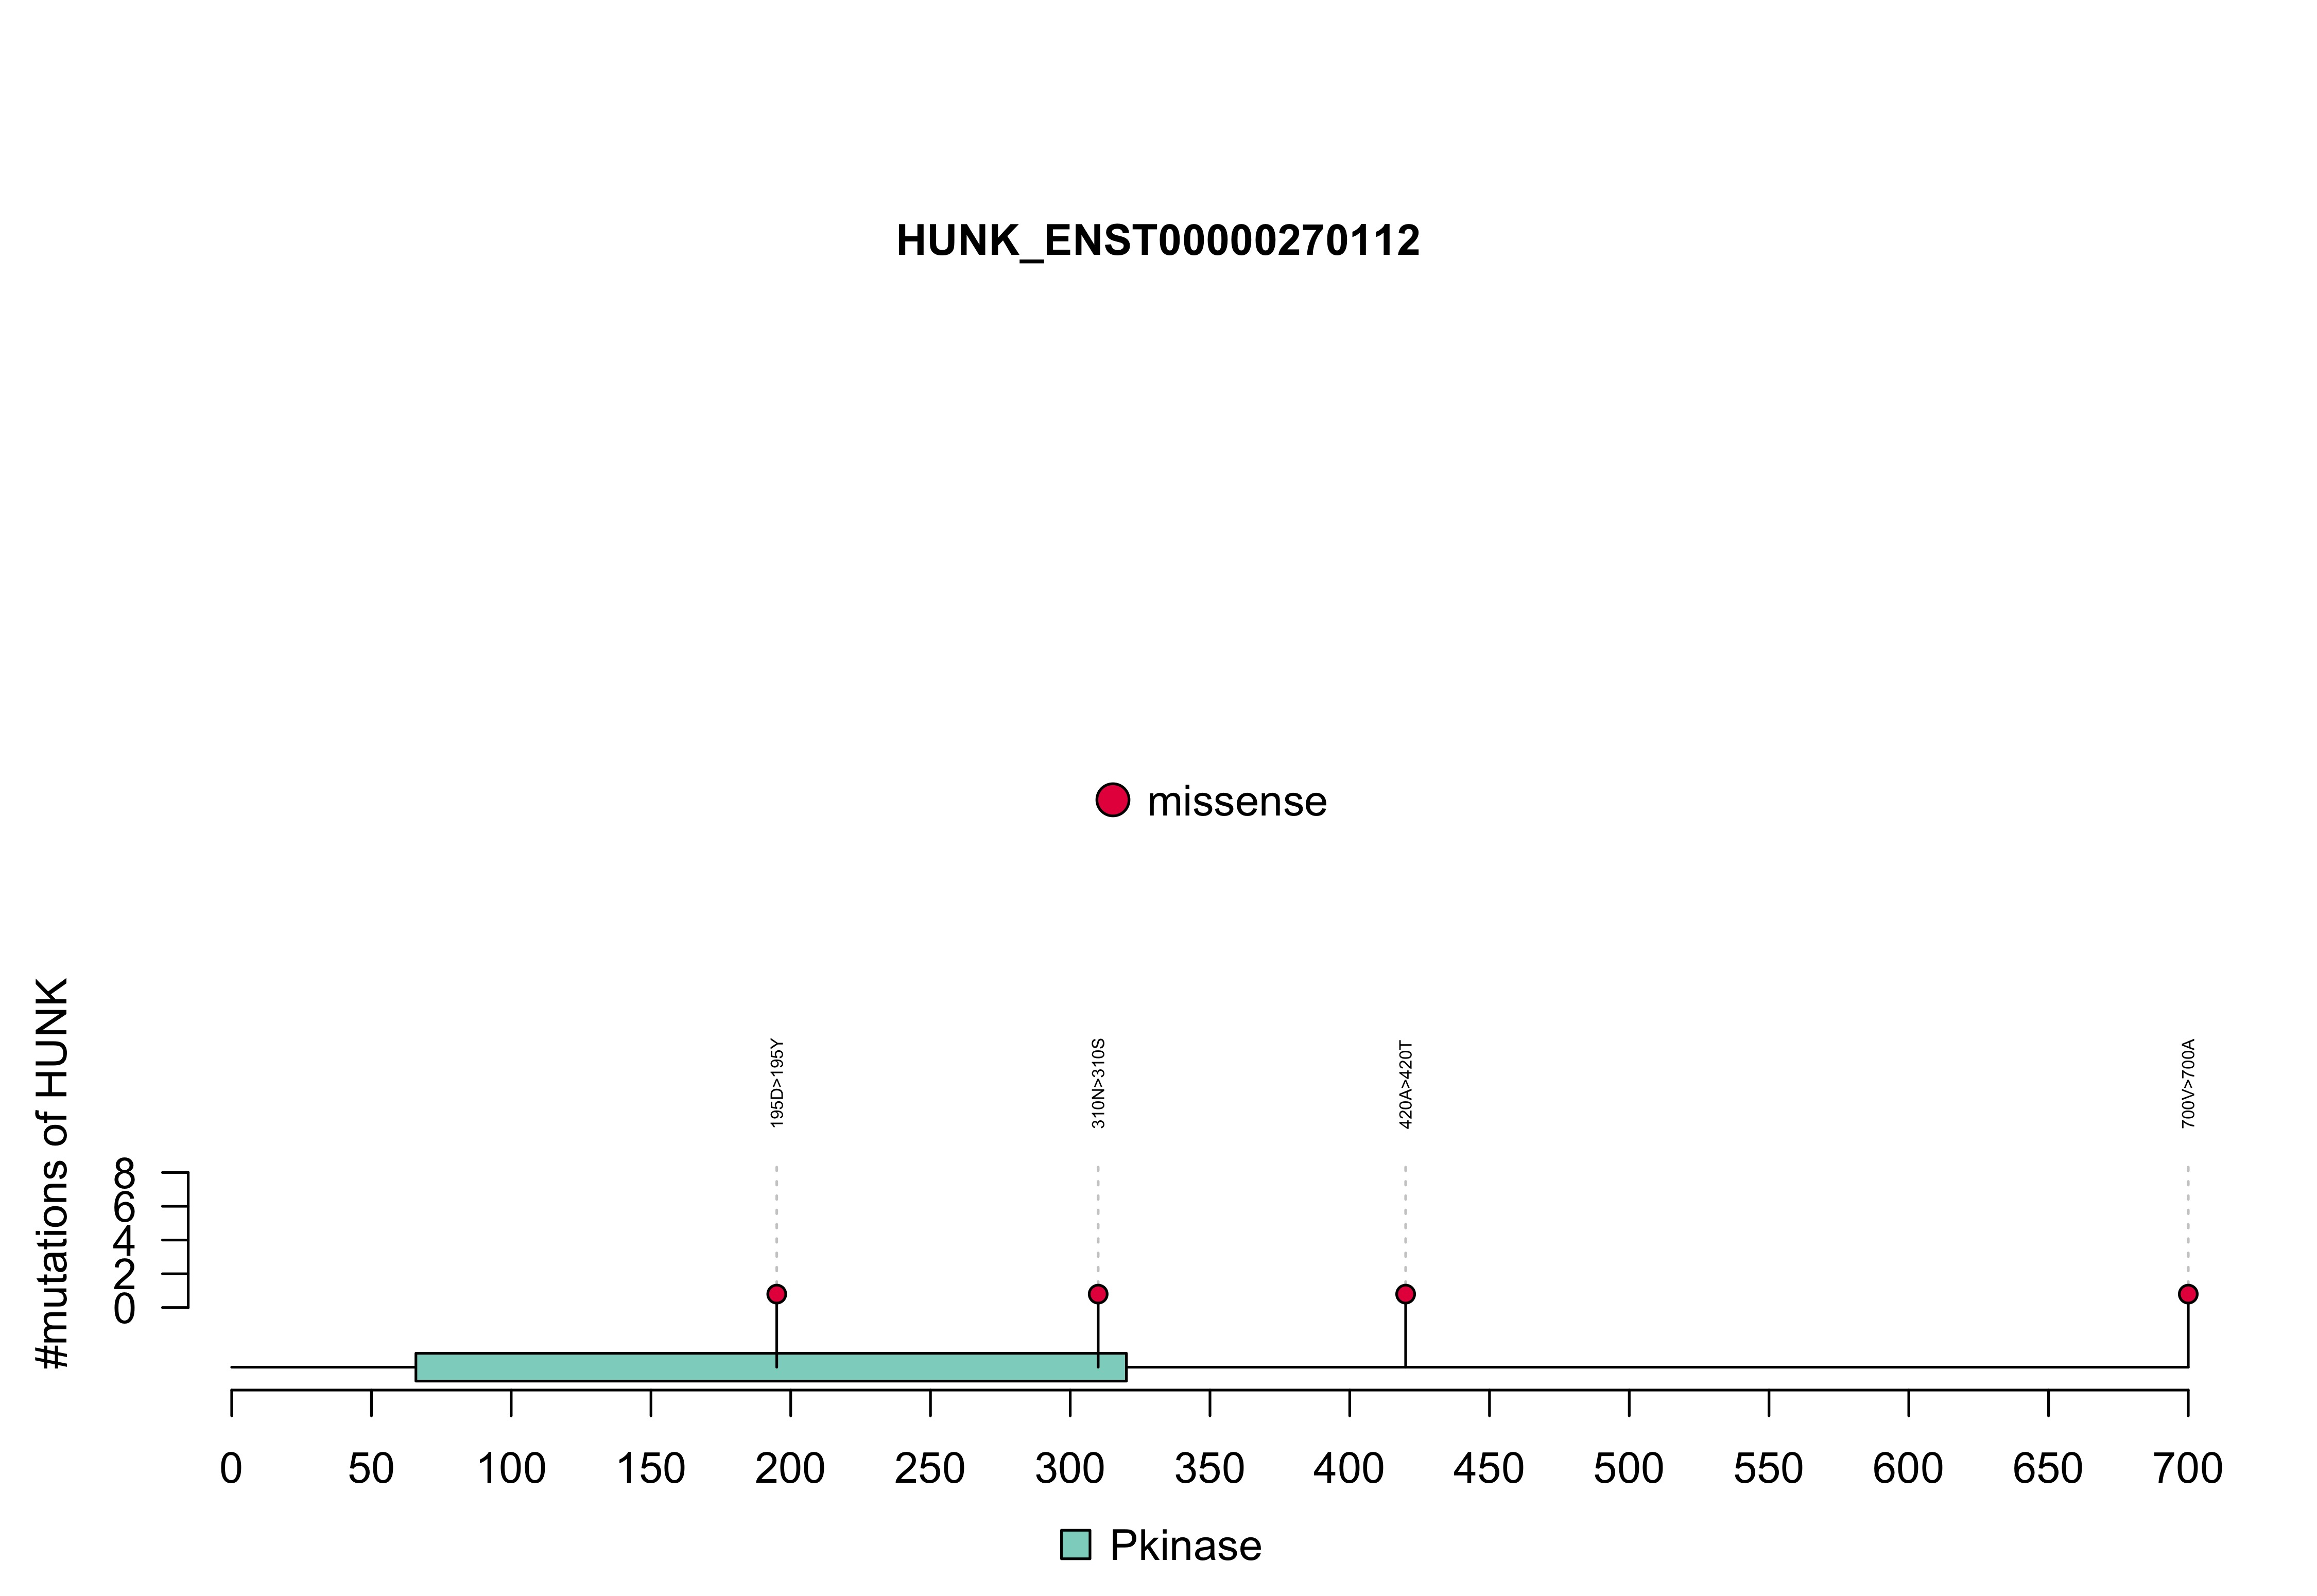 HUNK_ENST00000270112
missense
#mutations of HUNK
195D>195Y
310N>310S
420A>420T
700V>700A
8
6
4
2
0
0 50 100 150 200 250 300 350 400 450 500 550 600 650 700
Pkinase